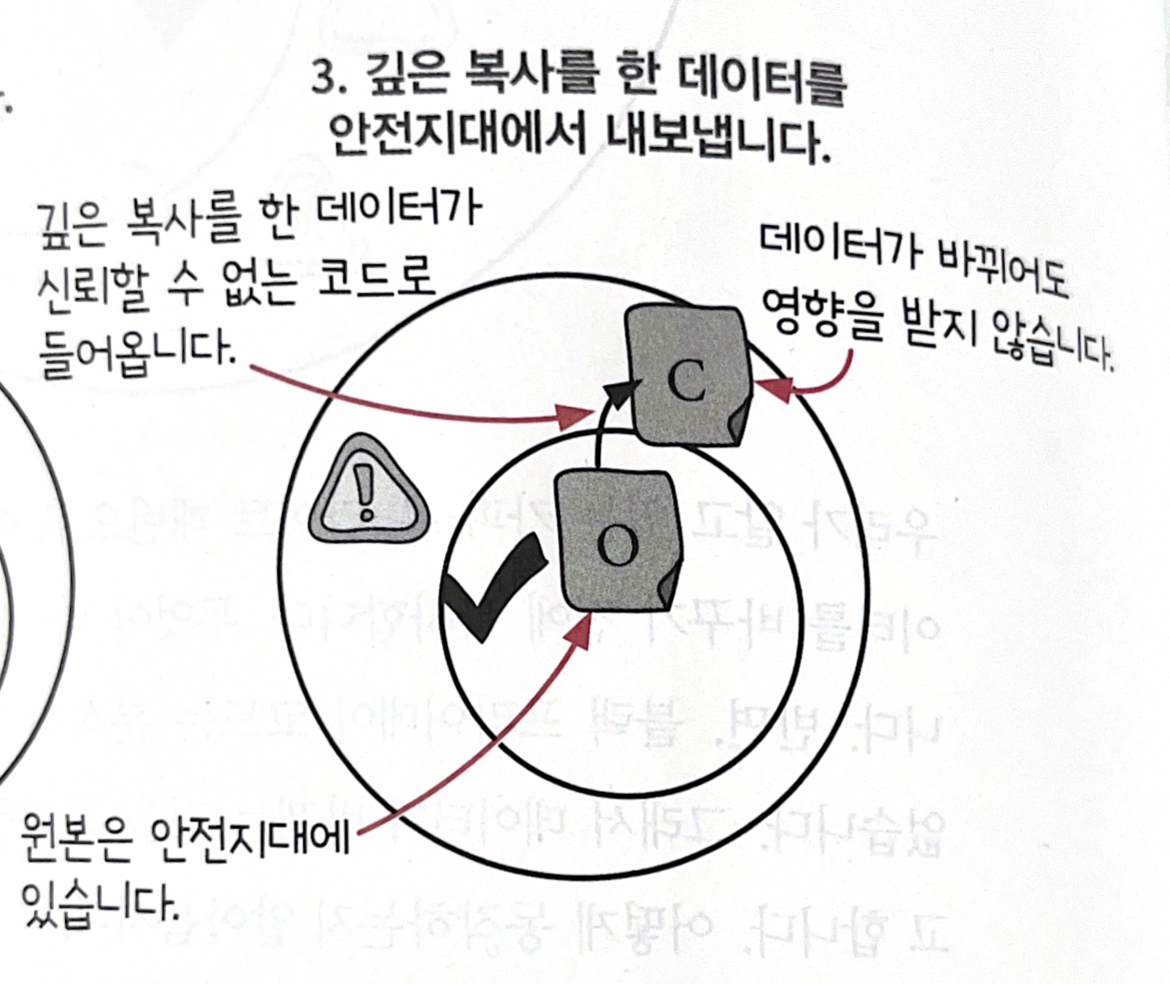 3. 깊은 복사를 한 데이터를
안전지대에서 내보냅니다.
깊은 복사를 한 데이터가
신뢰할 수 없는 코드로
들어옵니다.
데이터가 바뀌어도
영향을 받지 않습니다.
C
!
O
원본은 안전지대에
있습니다.